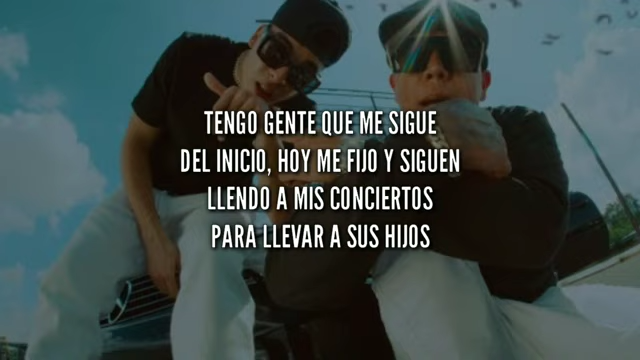 TENGO GENTE QUE ME SIGUE
DEL INICIO, HOY ME FIJO Y SIGUEN
LLENDO A MIS CONCIERTOS
PARA LLEVAR A SUS HIJOS